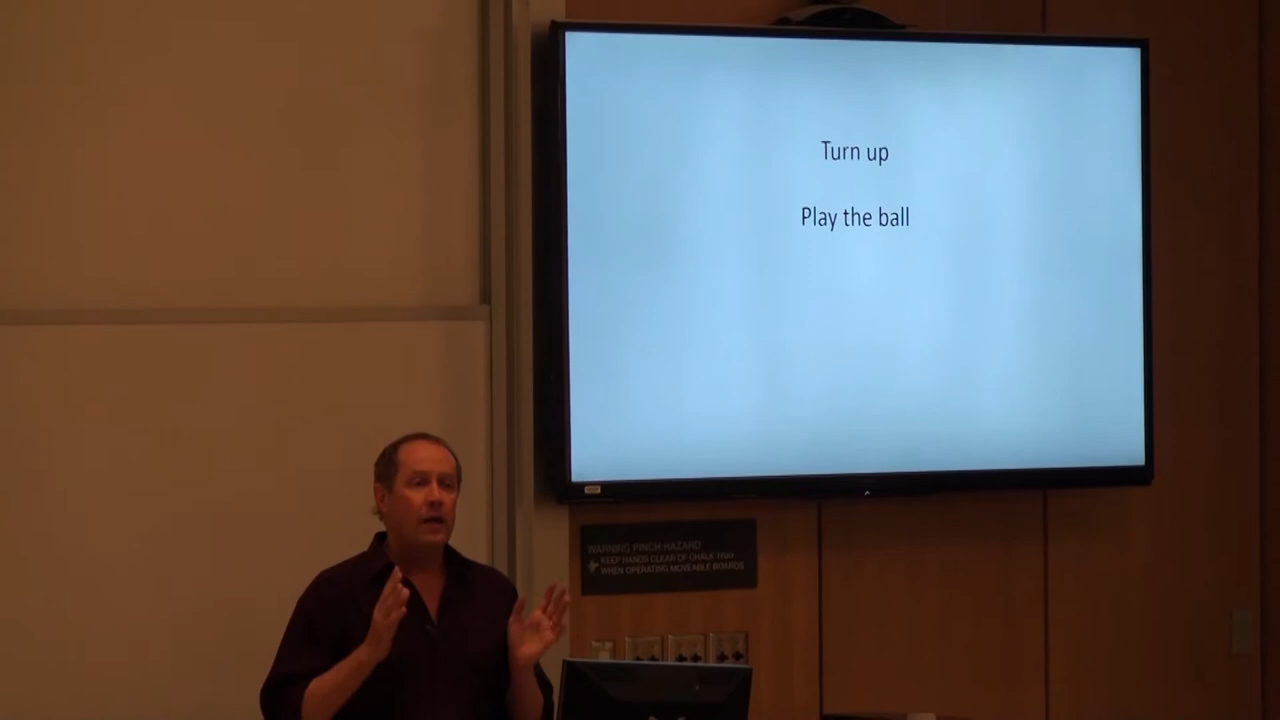 Turn up
Play the ball
WARNING PINCH HAZARD
KEEP HANDS CLEAR OF CHALK TRAY
WHEN OPERATING MOVEABLE BOARDS